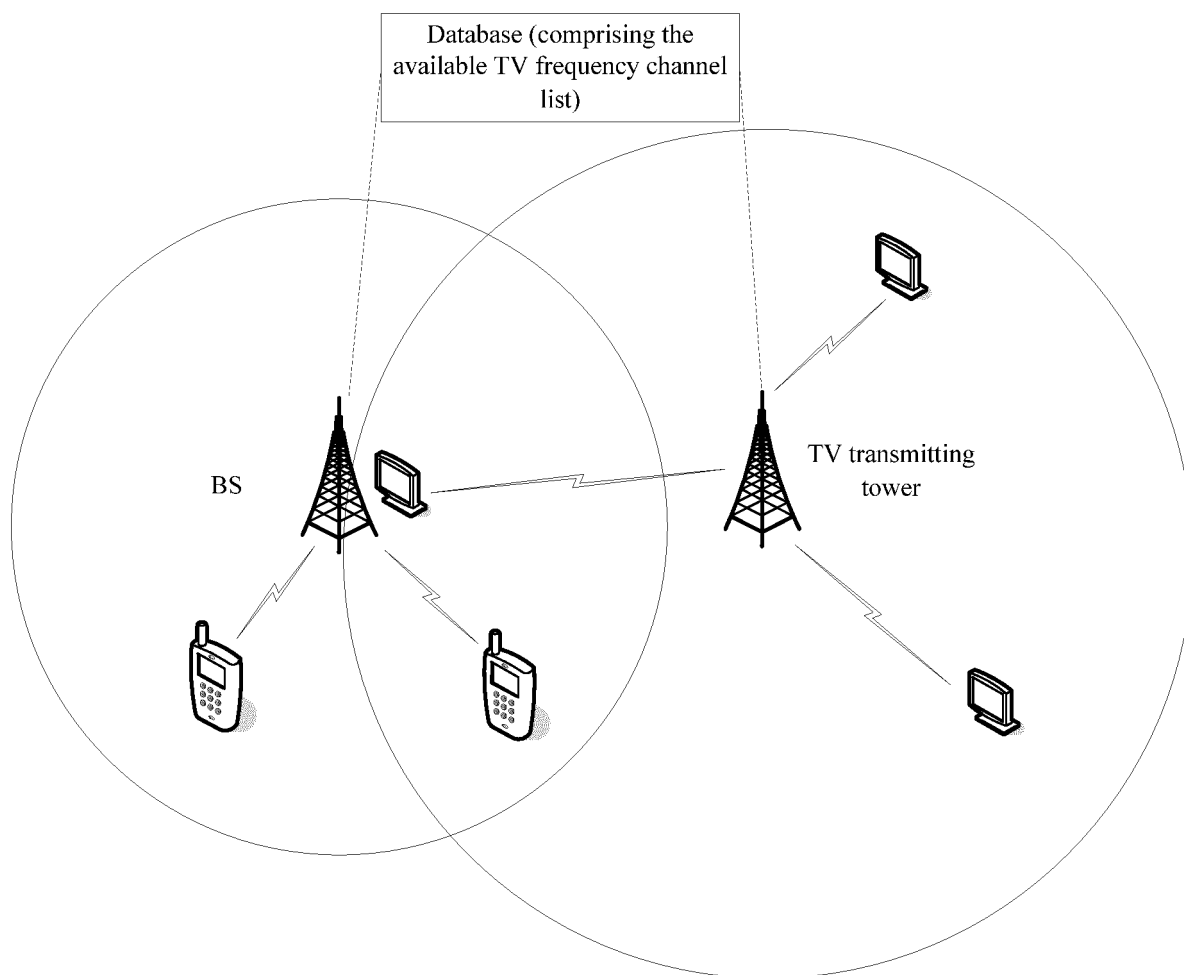 Database (comprising the
available TV frequency channel
list)
BS
TV transmitting
tower